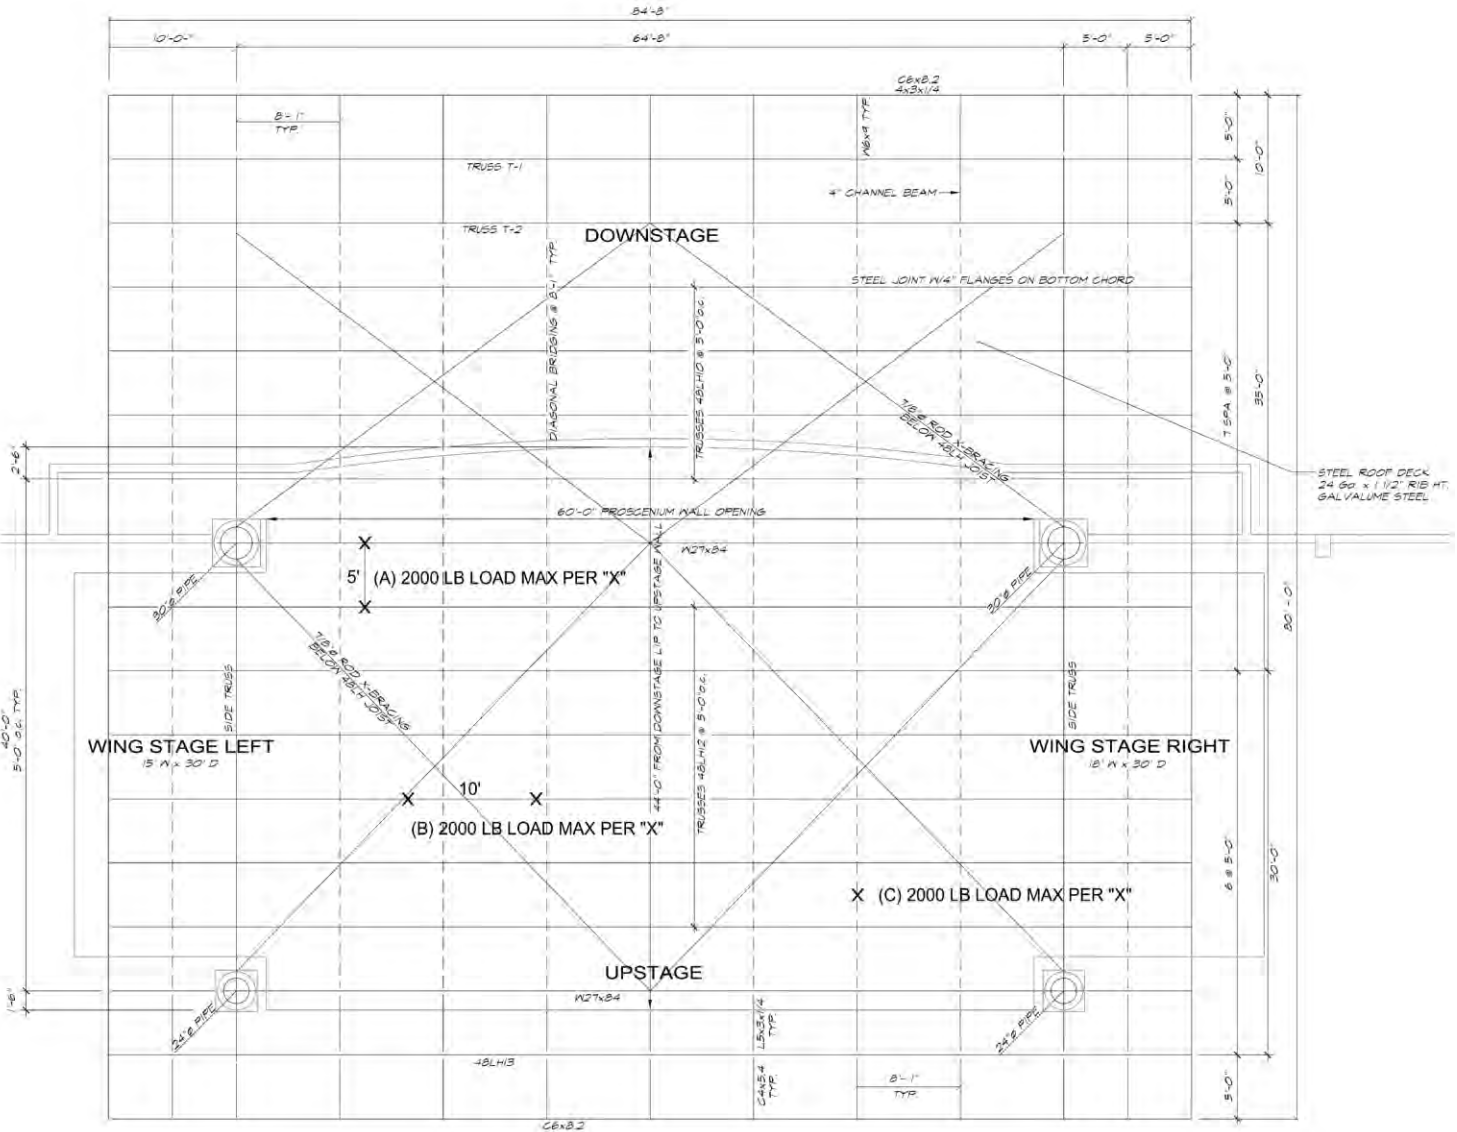 84'-8"
10'-0-"
64'-8"
5'-0"
5'-0"
C6x8.2
4x3x1/4
8'-1"
TYP.
W6x9 TYP.
5'-0"
10'-0"
TRUSS T-1
4" CHANNEL BEAM
5'-0"
TRUSS T-2
DOWNSTAGE
DIAGONAL BRIDGING @ 8'-1" TYP.
STEEL JOINT W/4" FLANGES ON BOTTOM CHORD
TRUSSES 48LH10 @ 5'-0"o.c.
7 SPA. @ 5'-0"
35'-0"
7/8"ø ROD X-BRACING
BELOW 48LH JOIST
2'-6"
STEEL ROOF DECK
24 Ga. x 1 1/2" RIB HT.
GALVALUME STEEL
60'-0" PROSCENIUM WALL OPENING
W27x84
5'
(A) 2000 LB LOAD MAX PER "X"
30"ø PIPE
30"ø PIPE
80'-0"
44'-0" FROM DOWNSTAGE LIP TO UPSTAGE WALL
7/8"ø ROD X-BRACING
BELOW 48LH JOIST
SIDE TRUSS
SIDE TRUSS
40'-0"
5'-0" o.c. TYP.
TRUSSES 48LH12 @ 5'-0"o.c.
WING STAGE LEFT
15' W x 30' D
WING STAGE RIGHT
18' W x 30' D
10'
(B) 2000 LB LOAD MAX PER "X"
6 @ 5'-0"
30'-0"
X (C) 2000 LB LOAD MAX PER "X"
UPSTAGE
W27x84
1'-6"
24"ø PIPE
24"ø PIPE
L5x3x1/4
TYP.
48LH13
C4x5.4
TYP.
8'-1"
TYP.
5'-0"
C6x8.2